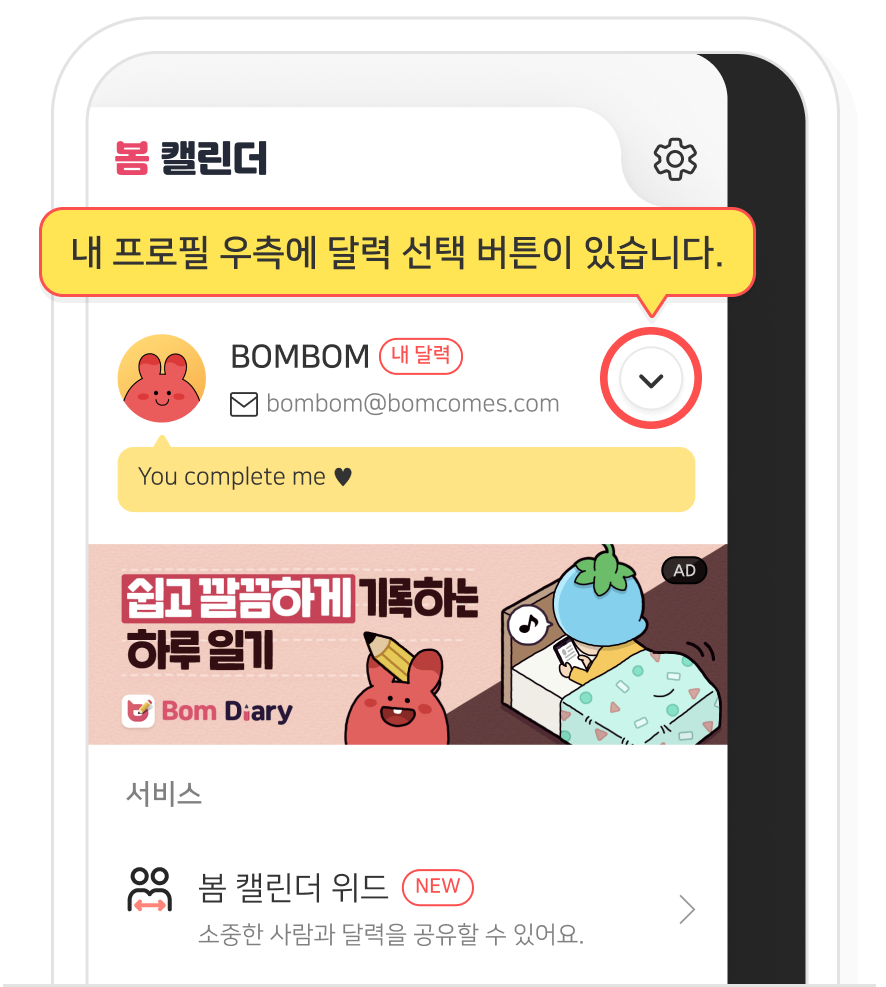 봄 캘린더
내 프로필 우측에 달력 선택 버튼이 있습니다.
BOMBOM 내 달력
bombom@bomcomes.com
You complete me ♥
AD
쉽고 깔끔하게 기록하는
하루 일기
Bom Diary
서비스
봄 캘린더 위드 NEW
소중한 사람과 달력을 공유할 수 있어요.